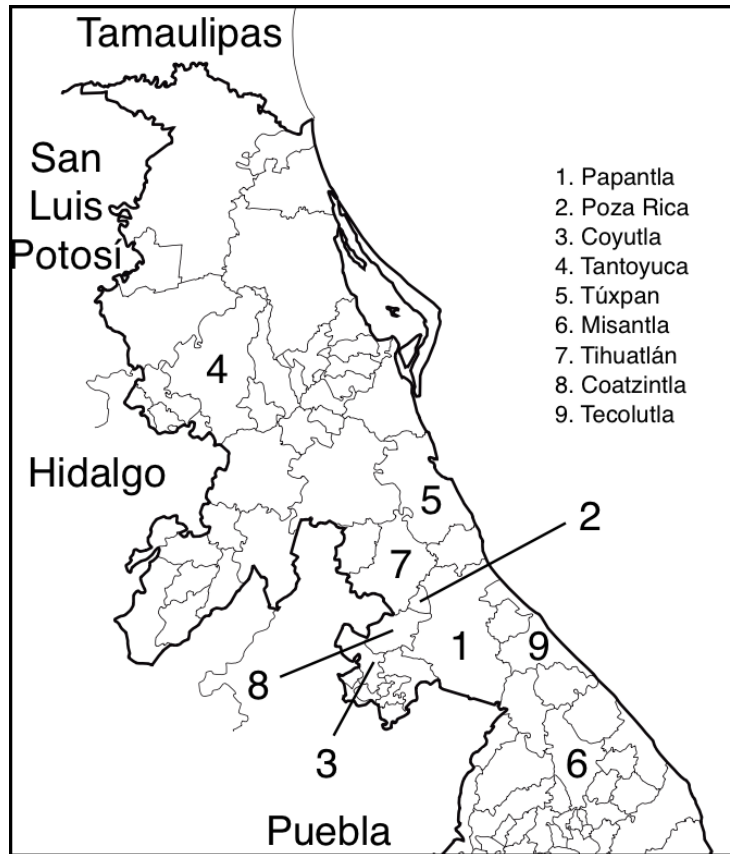 Tamaulipas
San
Luis
Potosí
1. Papantla
2. Poza Rica
3. Coyutla
4. Tantoyuca
5. Túxpan
6. Misantla
7. Tihuatlán
8. Coatzintla
9. Tecolutla
4
Hidalgo
5
2
7
1
9
8
3
6
Puebla